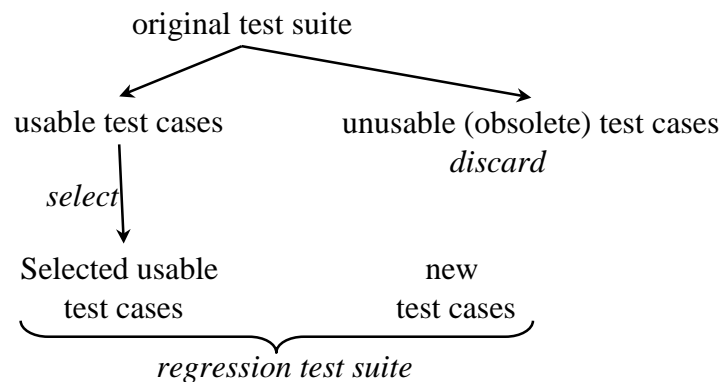 original test suite
usable test cases
unusable (obsolete) test cases
discard
select
Selected usable
test cases
new
test cases
regression test suite